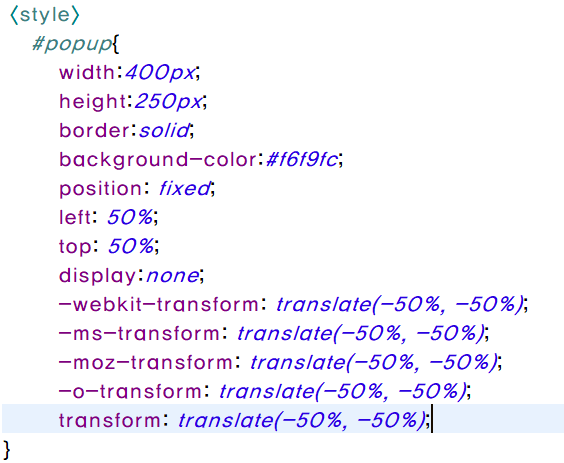 <style>
#popup{
width:400px;
height:250px;
border:solid;
background-color:#f6f9fc;
position: fixed;
left: 50%;
top: 50%;
display:none;
-webkit-transform: translate(-50%, -50%);
-ms-transform: translate(-50%, -50%);
-moz-transform: translate(-50%, -50%);
-o-transform: translate(-50%, -50%);
transform: translate(-50%, -50%);
}